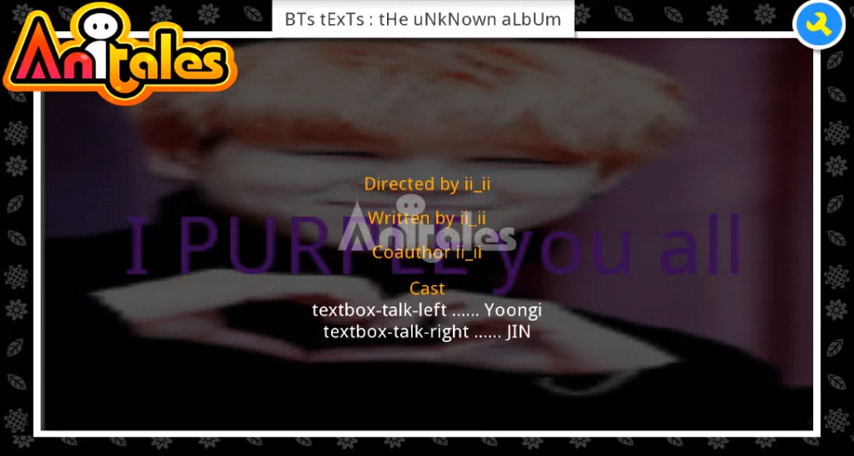 BTs tExTs : tHe uNkNown aLbUm
Anitales
Directed by ii_ii
Written by ii_ii
Anitales
I PURPLE you all
Coauthor ii_ii
Cast
textbox-talk-left ...... Yoongi
textbox-talk-right ...... JIN